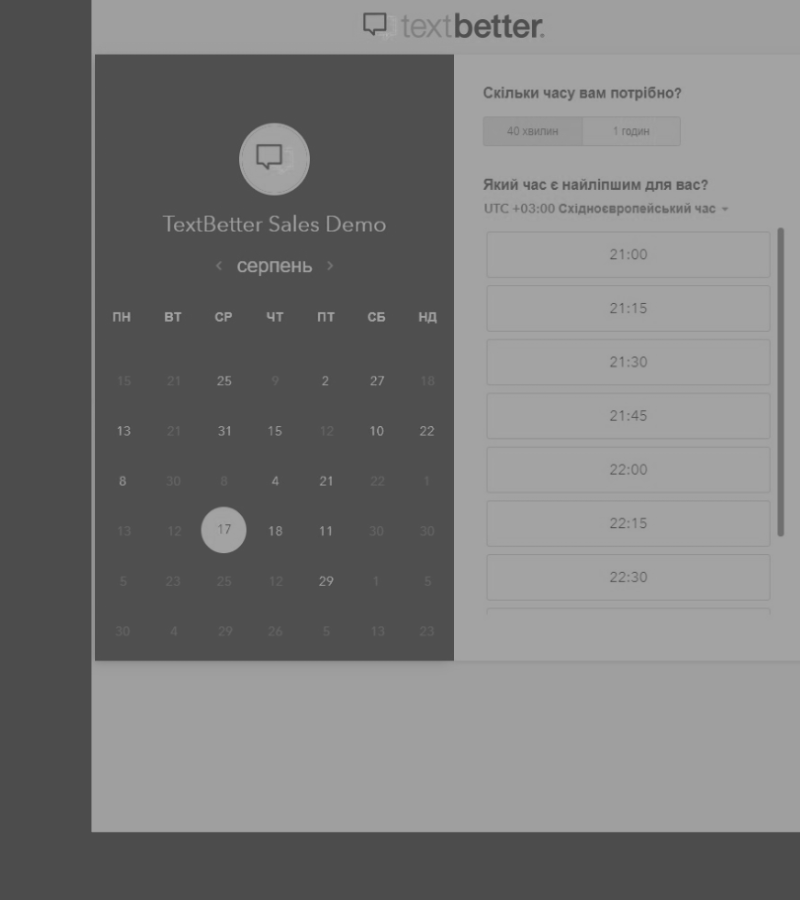 textbetter.
TextBetter Sales Demo
‹ серпень ›
ПН ВТ СР ЧТ ПТ СБ НД
15 21 25 9 2 27 18
13 21 31 15 12 10 22
8 30 8 4 21 22 1
13 12 17 18 11 30 30
5 23 25 12 29 1 5
30 4 29 26 5 13 23
Скільки часу вам потрібно?
40 хвилин 1 годин
Який час є найліпшим для вас?
UTC +03:00 Східноєвропейський час
21:00
21:15
21:30
21:45
22:00
22:15
22:30